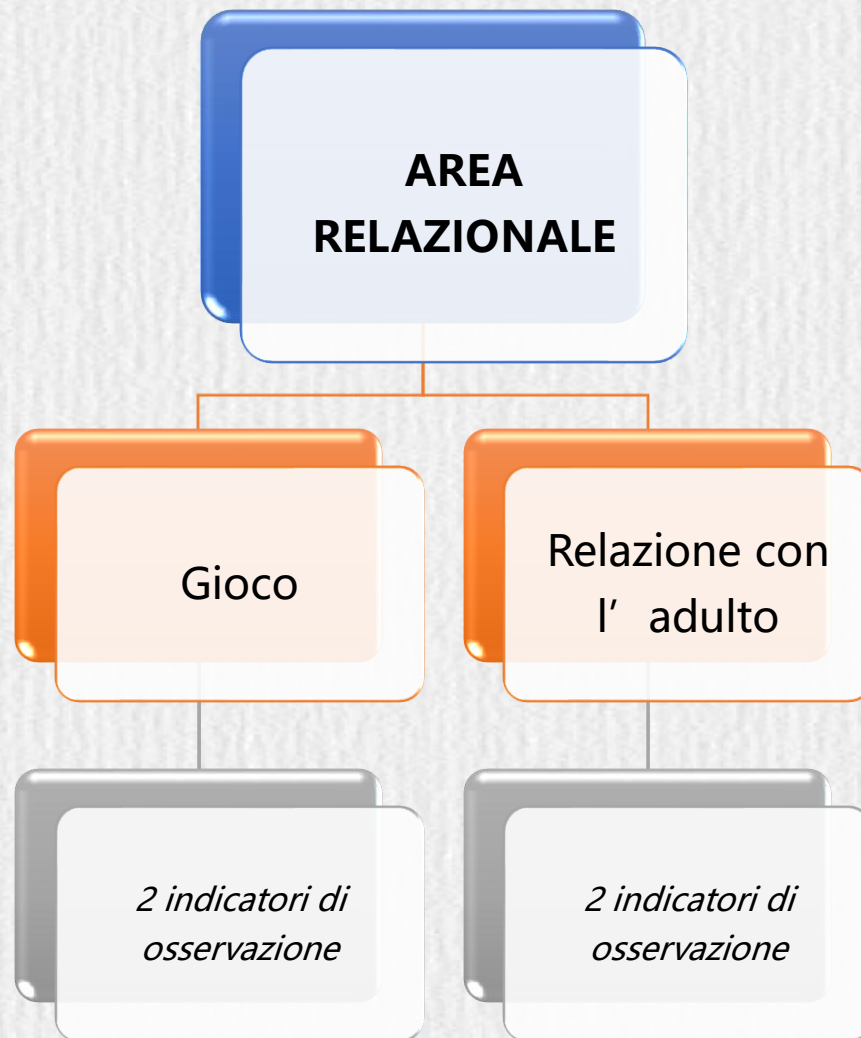 AREA
RELAZIONALE
Gioco
Relazione con
l’ adulto
2 indicatori di
osservazione
2 indicatori di
osservazione